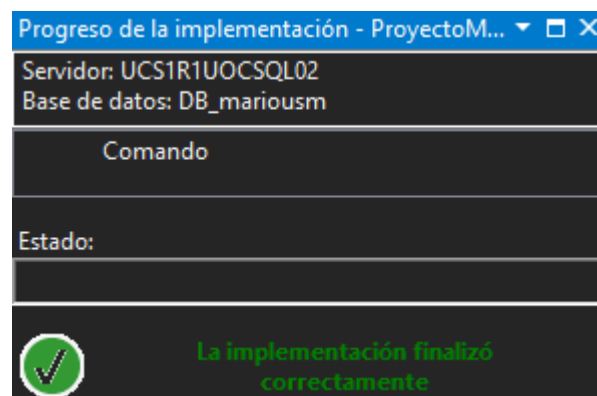 Progreso de la implementación - ProyectoM...
Servidor: UCS1R1UOCSQL02
Base de datos: DB_mariousm
Comando
Estado:
La implementación finalizó
correctamente